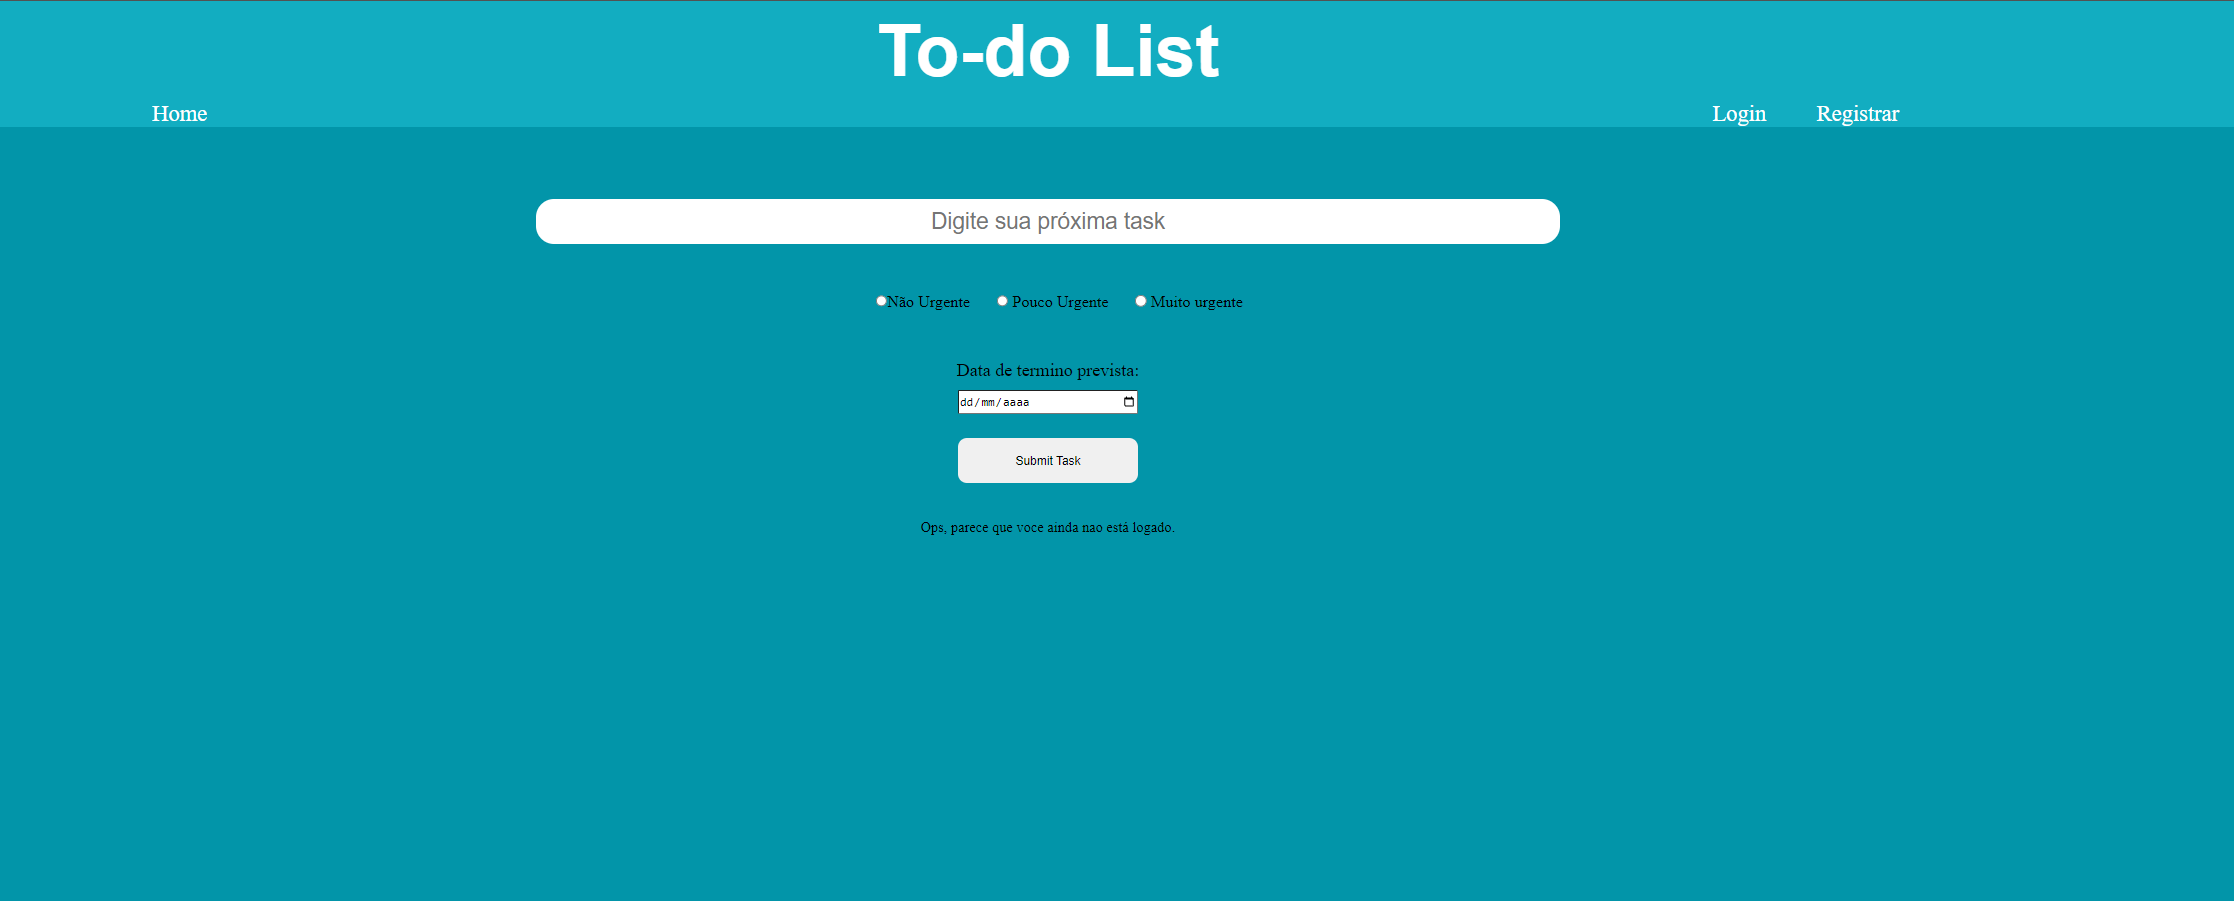 To-do List
Home Login Registrar
Digite sua próxima task
Não Urgente Pouco Urgente Muito urgente
Data de termino prevista:
dd/mm/aaaa
Submit Task
Ops, parece que voce ainda nao está logado.